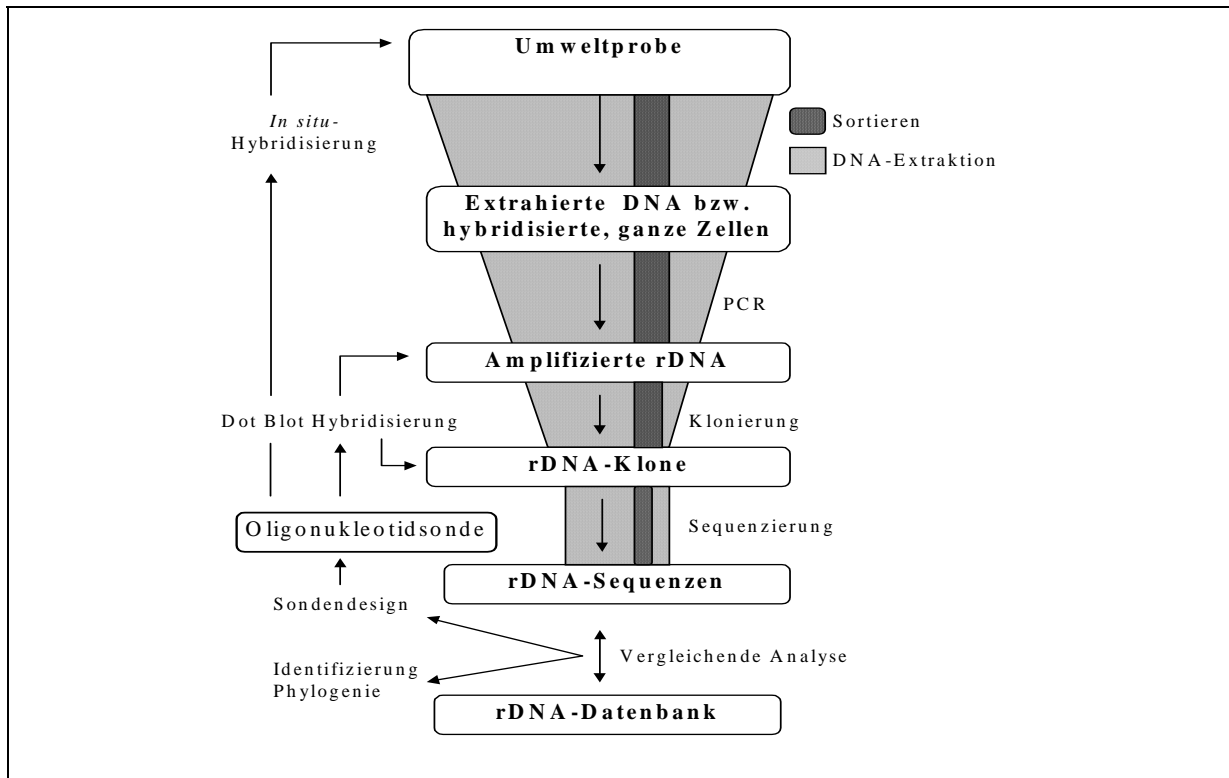 Umweltprobe
In situ-
Hybridisierung
Sortieren
DNA-Extraktion
Extrahierte DNA bzw.
hybridisierte, ganze Zellen
PCR
Amplifizierte rDNA
Dot Blot Hybridisierung
Klonierung
rDNA-Klone
Oligonukleotidsonde
Sequenzierung
rDNA-Sequenzen
Sondendesign
Vergleichende Analyse
Identifizierung
Phylogenie
rDNA-Datenbank